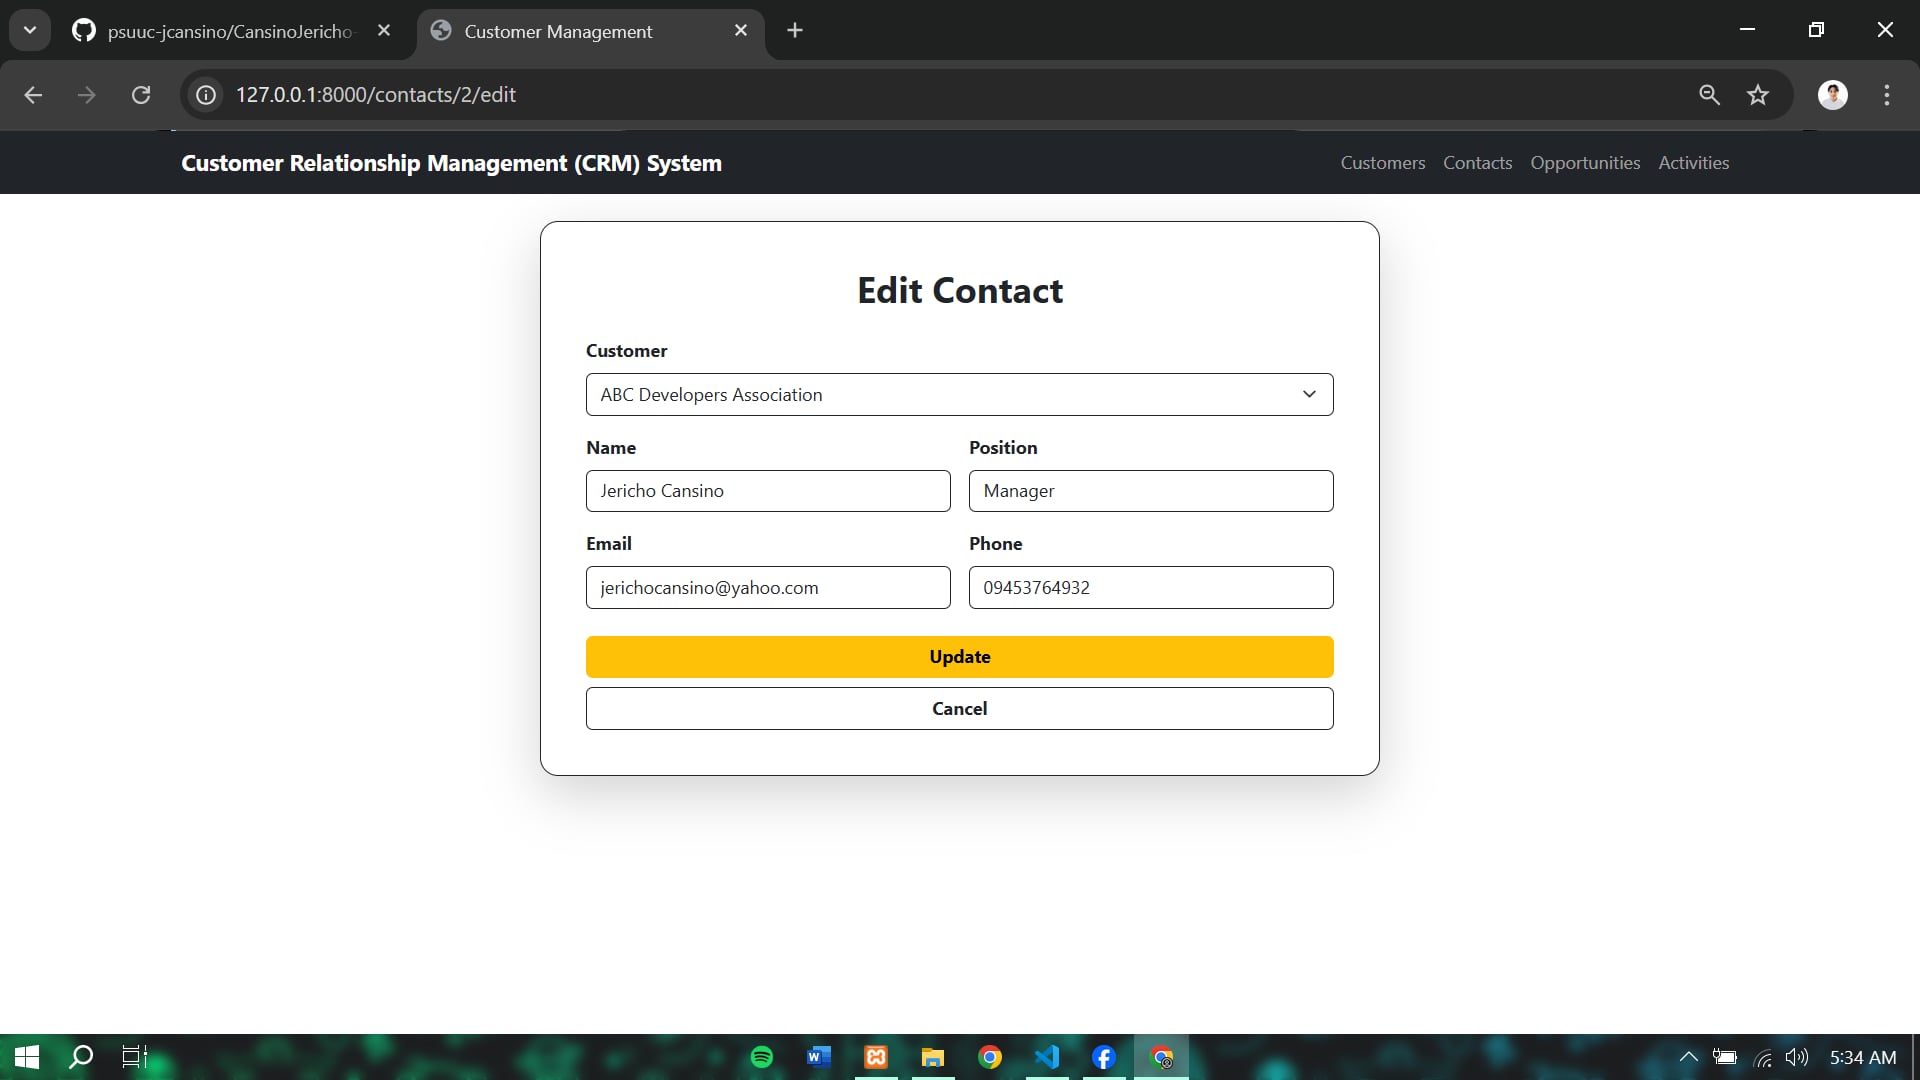 psuuc-jcansino/CansinoJericho-
Customer Management
127.0.0.1:8000/contacts/2/edit
Customer Relationship Management (CRM) System
Customers Contacts Opportunities Activities
Edit Contact
Customer
ABC Developers Association
Name Position
Jericho Cansino Manager
Email Phone
jerichocansino@yahoo.com 09453764932
Update
Cancel
5:34 AM